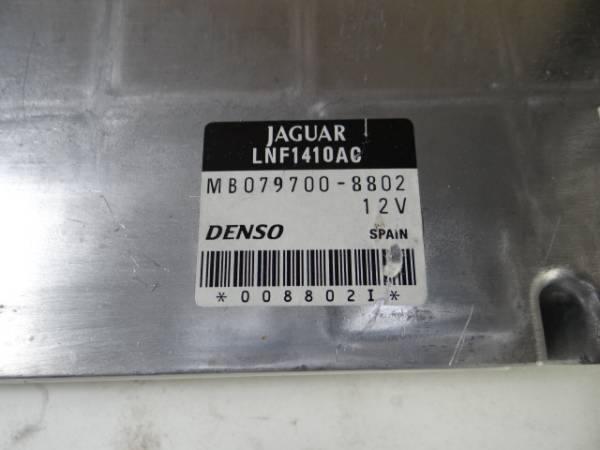 JAGUAR
LNF1410AC
MB079700-8802
12V
DENSO SPAIN
*008802I*